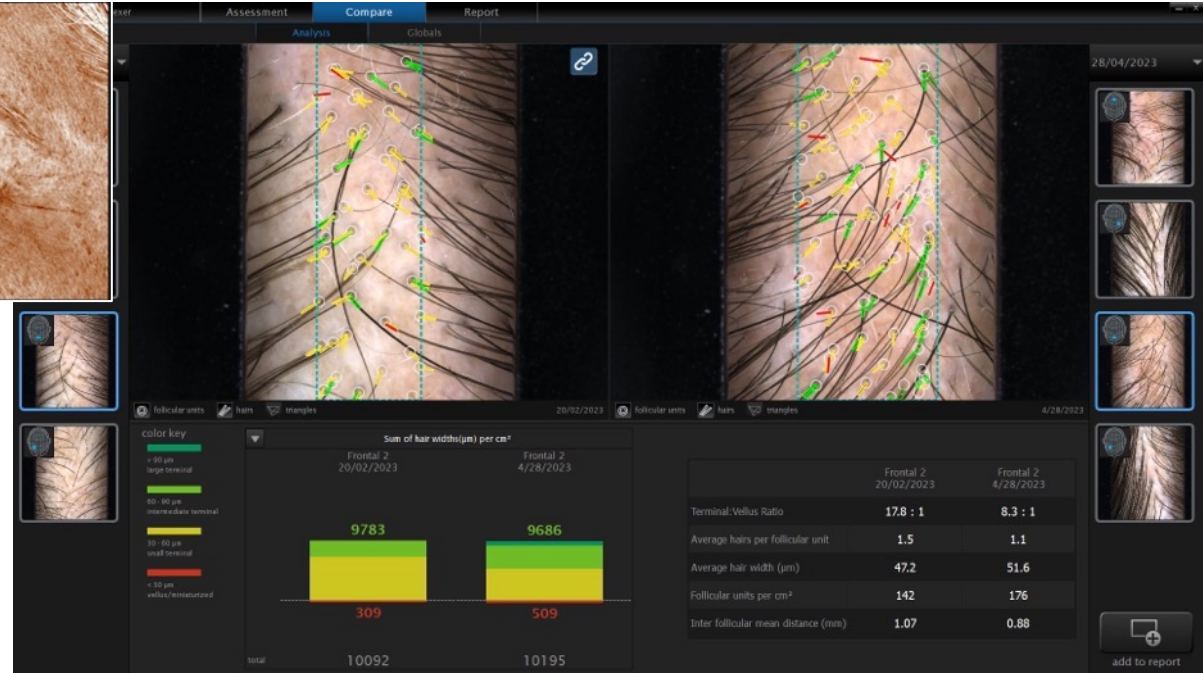 Assessment Compare Report
Analysis Globals
28/04/2023
follicular units hairs triangles 20/02/2023
follicular units hairs triangles 4/28/2023
color key
> 90 µm
large terminal
60 - 90 µm
intermediate terminal
30 - 60 µm
small terminal
< 30 µm
vellus/miniaturized
Sum of hair widths(µm) per cm²
Frontal 2 Frontal 2
20/02/2023 4/28/2023
9783 9686
309 509
total 10092 10195
Frontal 2 Frontal 2
20/02/2023 4/28/2023
Terminal:Vellus Ratio 17.8 : 1 8.3 : 1
Average hairs per follicular unit 1.5 1.1
Average hair width (µm) 47.2 51.6
Follicular units per cm² 142 176
Inter follicular mean distance (mm) 1.07 0.88
add to report